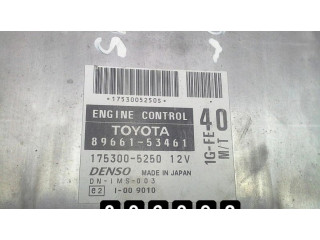 *1753005250S*
ENGINE CONTROL
TOYOTA
89661-53461
175300-5250 12V
DENSO MADE IN JAPAN
DN-IMS-003
62 I-00 9010
40
1G-FE
M/T